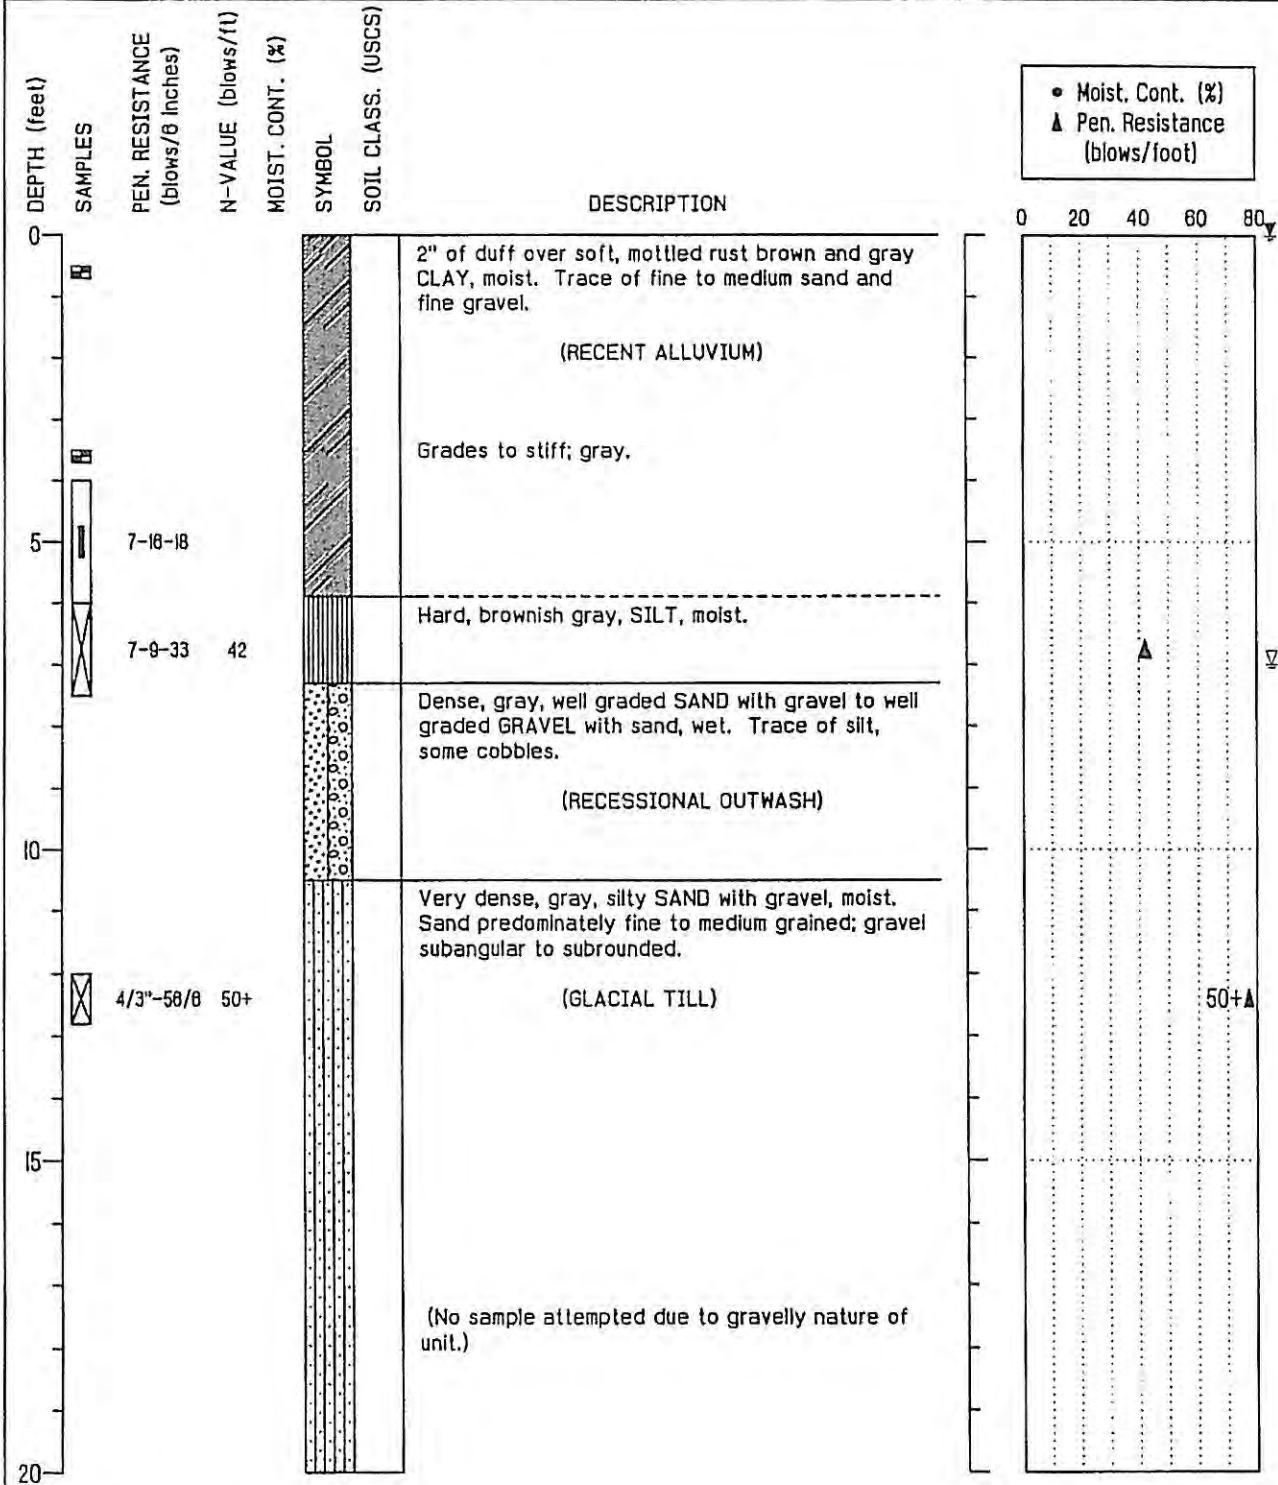 DEPTH (feet)
SAMPLES
PEN. RESISTANCE
(blows/6 inches)
N-VALUE (blows/ft)
MOIST. CONT. (%)
SYMBOL
SOIL CLASS. (USCS)
DESCRIPTION
• Moist. Cont. (%)
▲ Pen. Resistance
(blows/foot)
0 20 40 60 80
0
2" of duff over soft, mottled rust brown and gray
CLAY, moist. Trace of fine to medium sand and
fine gravel.
(RECENT ALLUVIUM)
Grades to stiff; gray.
5
7-16-18
Hard, brownish gray, SILT, moist.
7-9-33 42
Dense, gray, well graded SAND with gravel to well
graded GRAVEL with sand, wet. Trace of silt,
some cobbles.
(RECESSIONAL OUTWASH)
10
Very dense, gray, silty SAND with gravel, moist.
Sand predominately fine to medium grained; gravel
subangular to subrounded.
4/3"-56/6 50+
(GLACIAL TILL)
50+
15
(No sample attempted due to gravelly nature of
unit.)
20